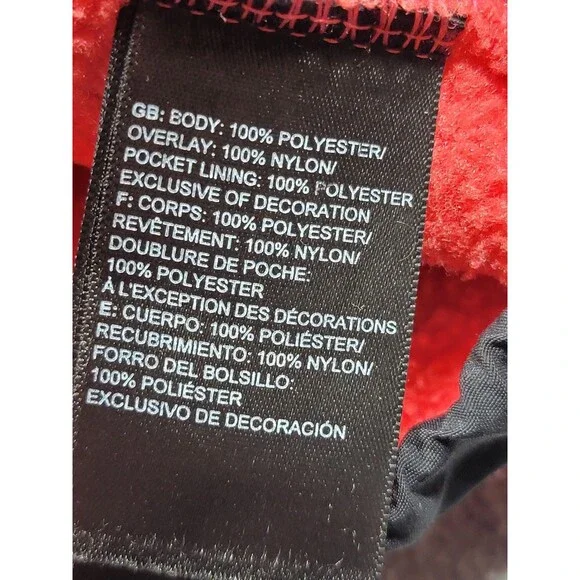 GB: BODY: 100% POLYESTER/
OVERLAY: 100% NYLON/
POCKET LINING: 100% POLYESTER
EXCLUSIVE OF DECORATION
F: CORPS: 100% POLYESTER/
REVÊTEMENT: 100% NYLON/
DOUBLURE DE POCHE:
100% POLYESTER
À L'EXCEPTION DES DÉCORATIONS
E: CUERPO: 100% POLIÉSTER/
RECUBRIMIENTO: 100% NYLON/
FORRO DEL BOLSILLO:
100% POLIÉSTER
EXCLUSIVO DE DECORACIÓN